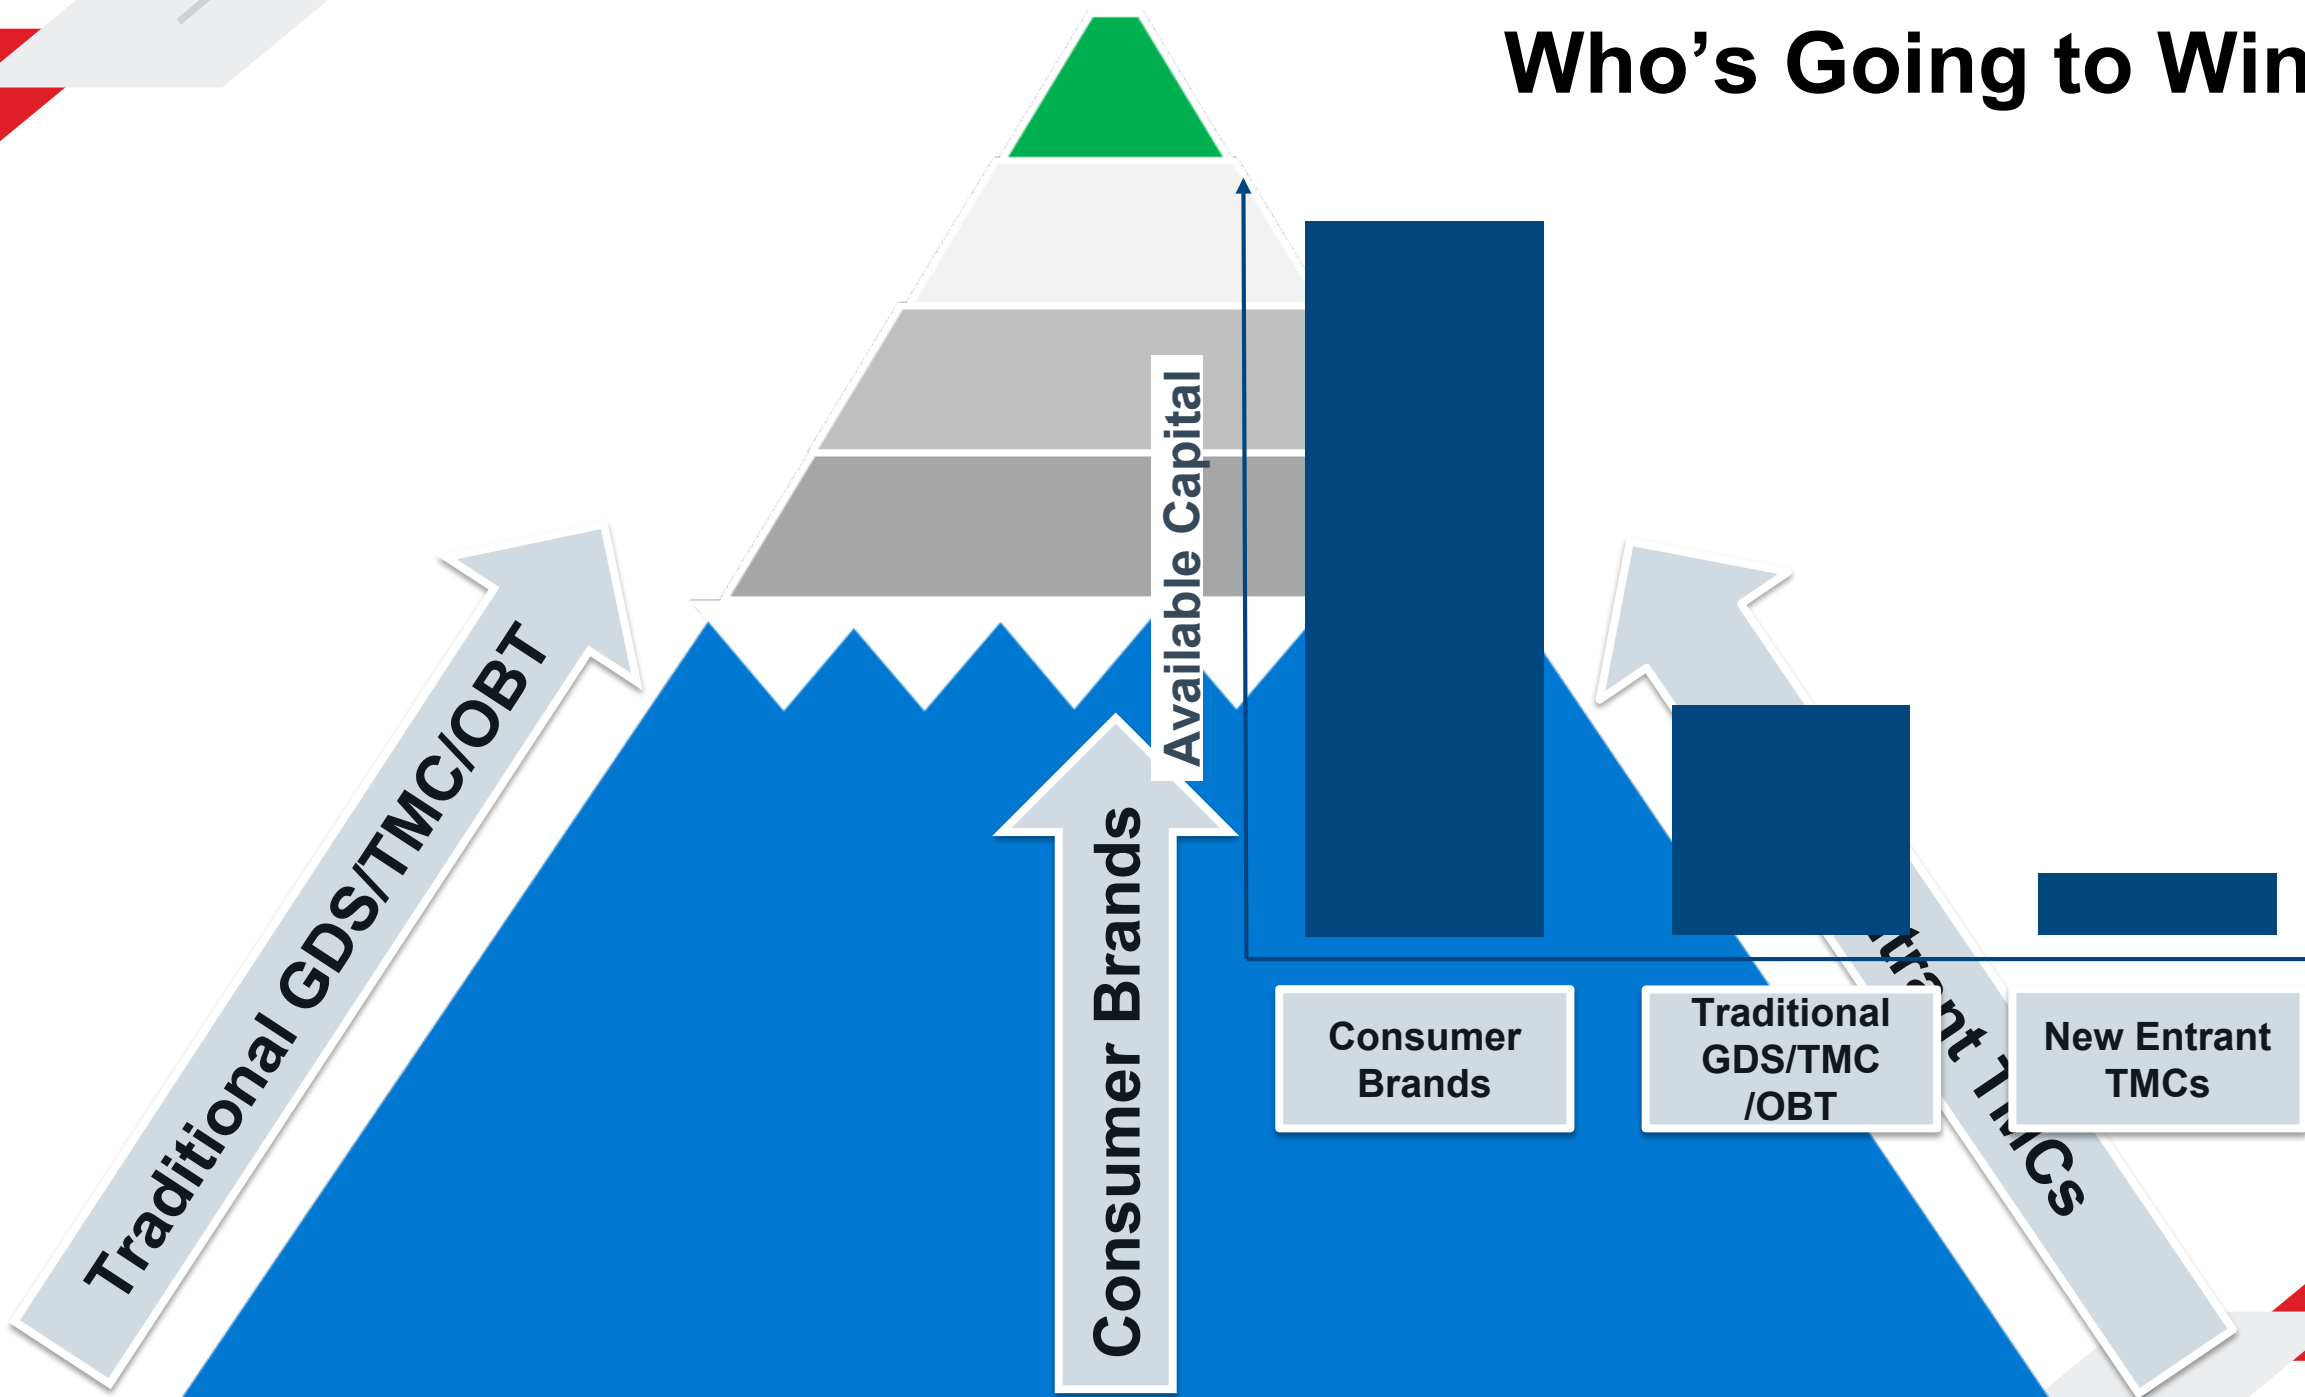 Who’s Going to Win
Available Capital
Traditional GDS/TMC/OBT
Consumer Brands
TMCs
Consumer
Brands
Traditional
GDS/TMC
/OBT
New Entrant
TMCs